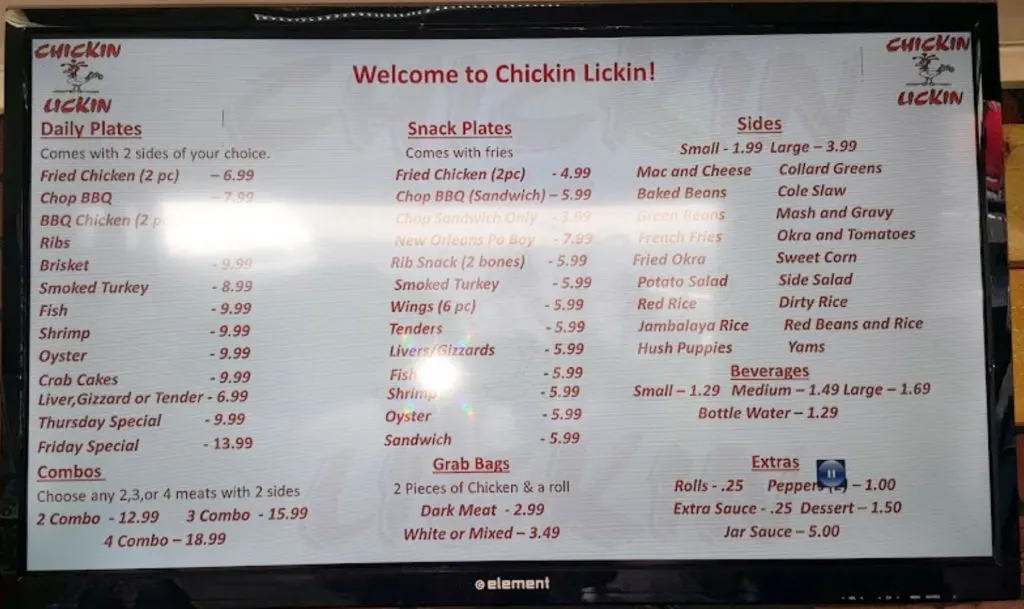 CHICKIN
LICKIN
Welcome to Chickin Lickin!
CHICKIN
LICKIN
Daily Plates
Comes with 2 sides of your choice.
Fried Chicken (2 pc) – 6.99
Chop BBQ – 7.99
BBQ Chicken (2 p
Ribs
Brisket - 9.99
Smoked Turkey - 8.99
Fish - 9.99
Shrimp - 9.99
Oyster - 9.99
Crab Cakes - 9.99
Liver,Gizzard or Tender - 6.99
Thursday Special - 9.99
Friday Special - 13.99
Combos
Choose any 2,3,or 4 meats with 2 sides
2 Combo - 12.99 3 Combo - 15.99
4 Combo – 18.99
Snack Plates
Comes with fries
Fried Chicken (2pc) - 4.99
Chop BBQ (Sandwich) – 5.99
Chop Sandwich Only - 3.99
New Orleans Po Boy - 7.99
Rib Snack (2 bones) - 5.99
Smoked Turkey - 5.99
Wings (6 pc) - 5.99
Tenders - 5.99
Livers/Gizzards - 5.99
Fish - 5.99
Shrimp - 5.99
Oyster - 5.99
Sandwich - 5.99
Grab Bags
2 Pieces of Chicken & a roll
Dark Meat - 2.99
White or Mixed – 3.49
Sides
Small - 1.99 Large – 3.99
Mac and Cheese Collard Greens
Baked Beans Cole Slaw
Green Beans Mash and Gravy
French Fries Okra and Tomatoes
Fried Okra Sweet Corn
Potato Salad Side Salad
Red Rice Dirty Rice
Jambalaya Rice Red Beans and Rice
Hush Puppies Yams
Beverages
Small – 1.29 Medium – 1.49 Large – 1.69
Bottle Water – 1.29
Extras
Rolls - .25 Peppers (2) – 1.00
Extra Sauce - .25 Dessert – 1.50
Jar Sauce – 5.00
element